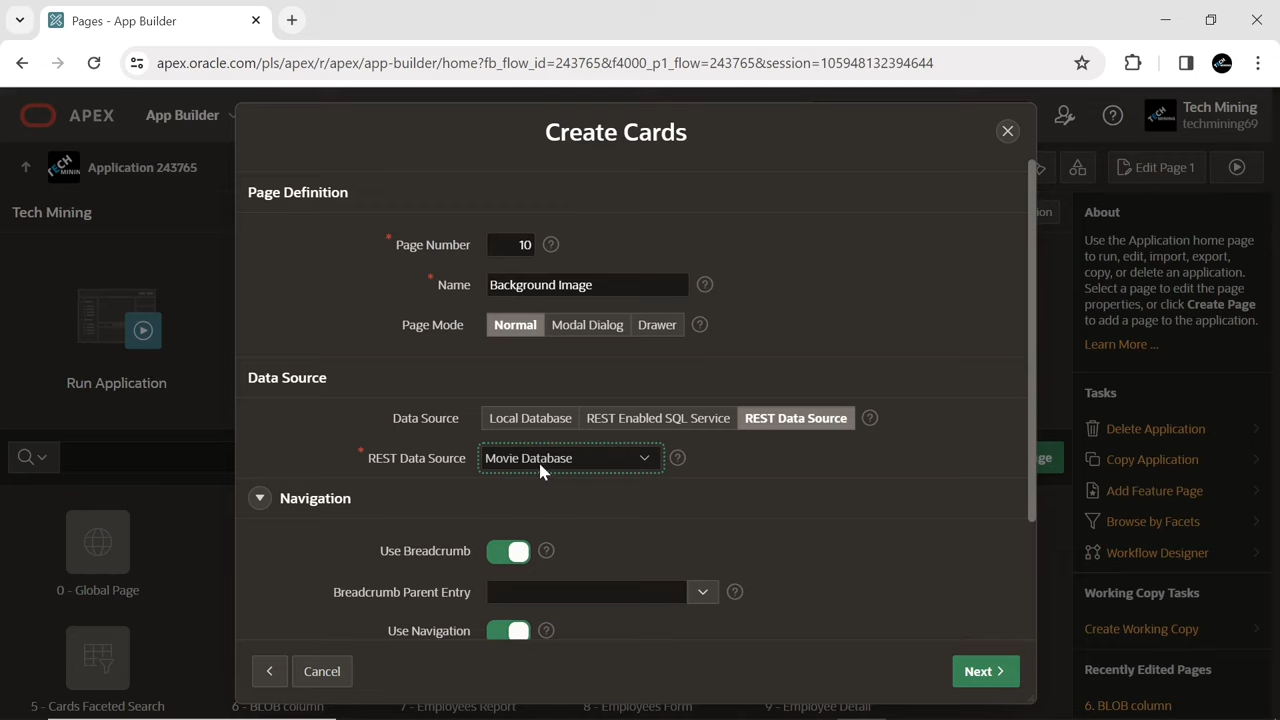 Pages - App Builder
apex.oracle.com/pls/apex/r/apex/app-builder/home?fb_flow_id=243765&f4000_p1_flow=243765&session=105948132394644
APEX
App Builder
Tech Mining
techmining69
Application 243765
Edit Page 1
Tech Mining
ion
Run Application
Create Cards
Page Definition
* Page Number
10
* Name
Background Image
Page Mode
Normal
Modal Dialog
Drawer
Data Source
Data Source
Local Database
REST Enabled SQL Service
REST Data Source
* REST Data Source
Movie Database
Navigation
Use Breadcrumb
Breadcrumb Parent Entry
Use Navigation
Cancel
Next
ge
0 - Global Page
5 - Cards Faceted Search
6 - BLOB column
7 - Employees Report
8 - Employees Form
9 - Employee Detail
About
Use the Application home page
to run, edit, import, export,
copy, or delete an application.
Select a page to edit the page
properties, or click Create Page
to add a page to the application.
Learn More ...
Tasks
Delete Application
Copy Application
Add Feature Page
Browse by Facets
Workflow Designer
Working Copy Tasks
Create Working Copy
Recently Edited Pages
6. BLOB column